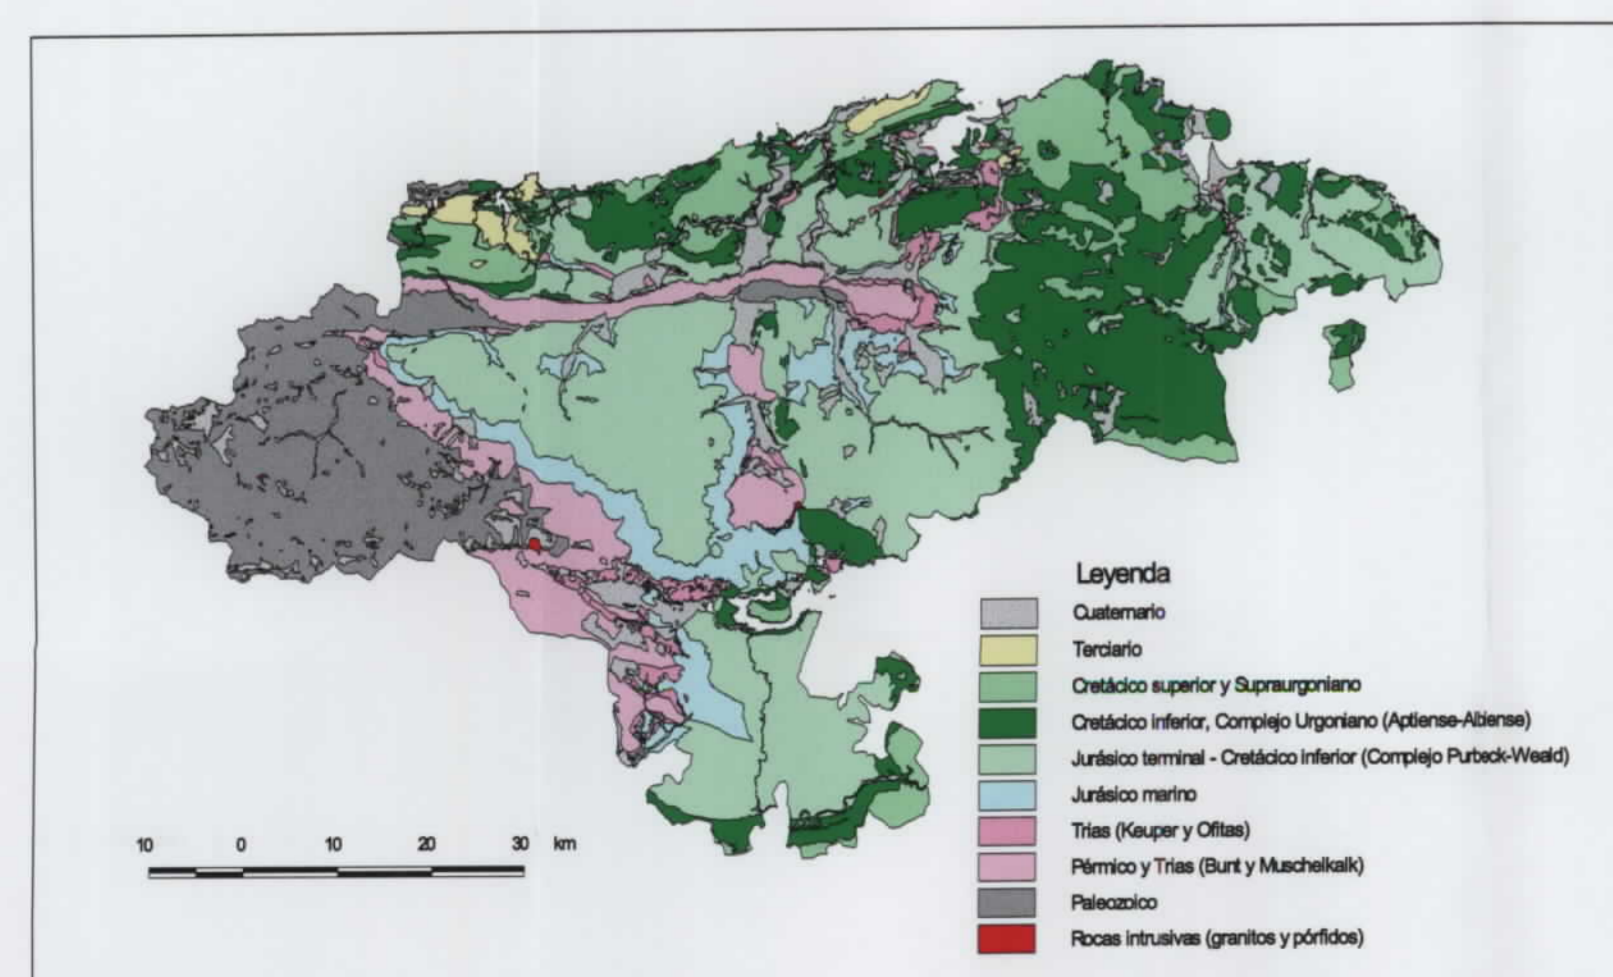 Leyenda
Cuaternario
Terciario
Cretácico superior y Supraurgoniano
Cretácico inferior, Complejo Urgoniano (Aptiense-Albiense)
Jurásico terminal - Cretácico inferior (Complejo Purbeck-Weald)
Jurásico marino
Trías (Keuper y Ofitas)
Pérmico y Trias (Bunt y Muschelkalk)
Paleozoico
Rocas intrusivas (granitos y pórfidos)
10 0 10 20 30 km